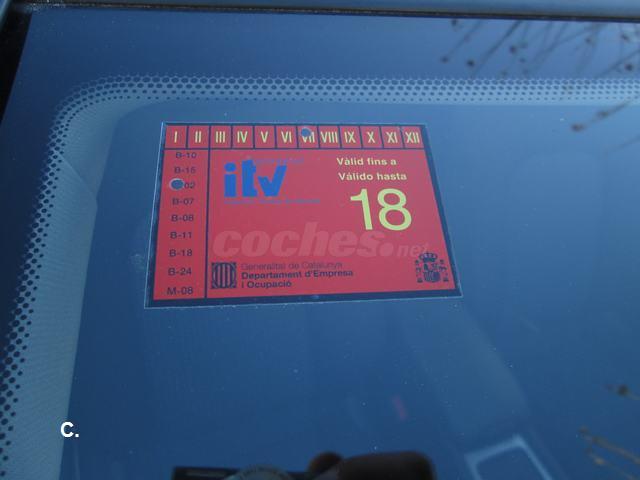 I II III IV V VI VII VIII IX X XI XII
B-10
B-15
02
B-07
B-08
B-11
B-18
B-24
M-08
itv
Vàlid fins a
Válido hasta
18
coches.net
Generalitat de Catalunya
Departament d'Empresa
i Ocupació
C.